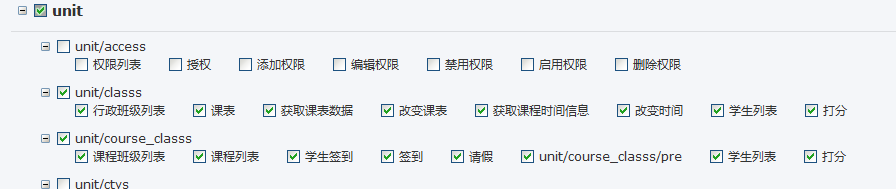 unit
unit/access
权限列表 授权 添加权限 编辑权限 禁用权限 启用权限 删除权限
unit/classs
行政班级列表 课表 获取课表数据 改变课表 获取课程时间信息 改变时间 学生列表 打分
unit/course_classs
课程班级列表 课程列表 学生签到 签到 请假 unit/course_classs/pre 学生列表 打分
unit/ctys